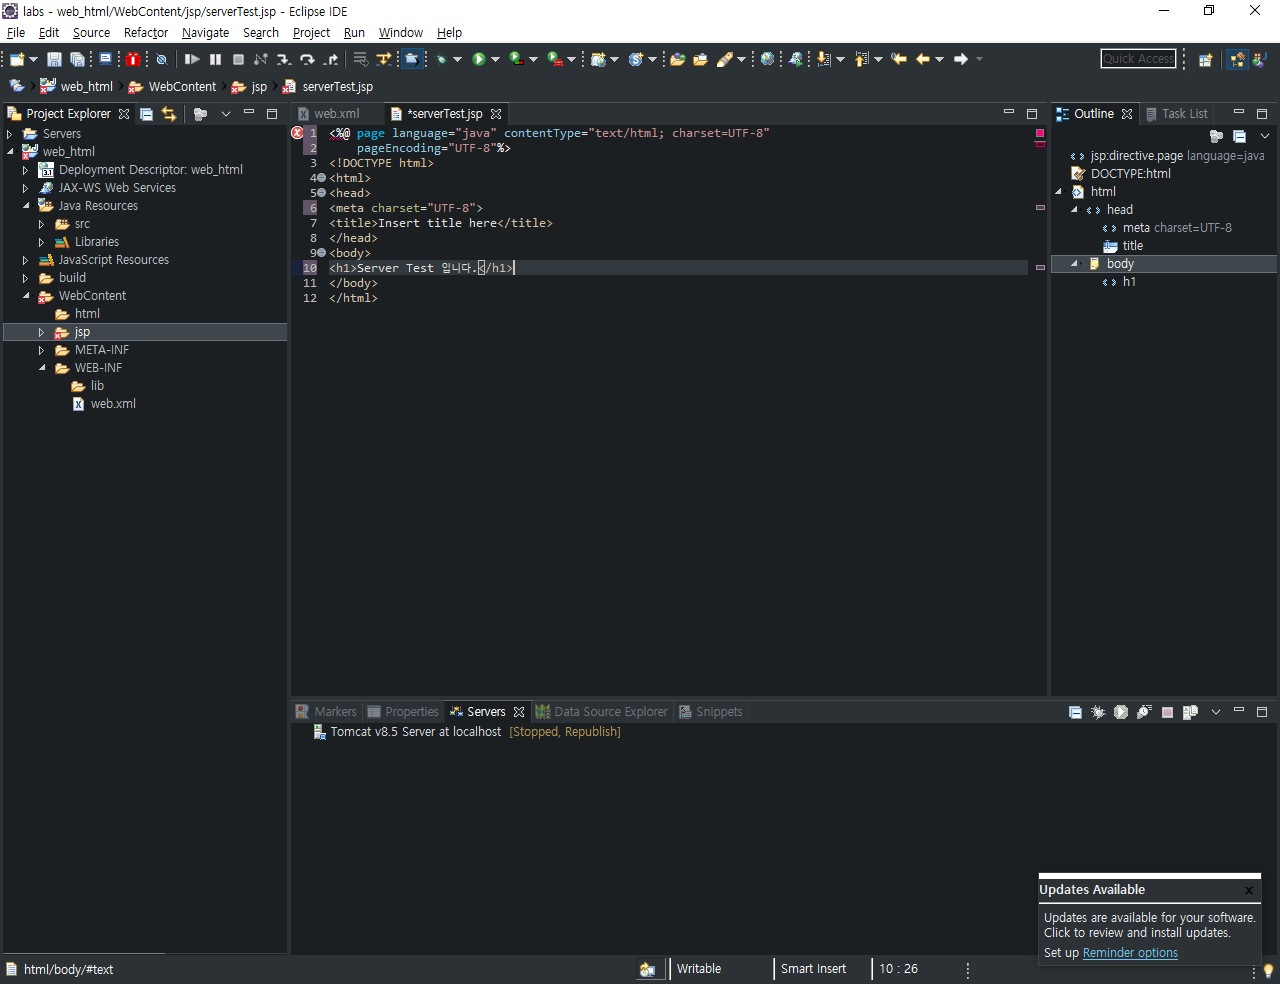 labs - web_html/WebContent/jsp/serverTest.jsp - Eclipse IDE
File Edit Source Refactor Navigate Search Project Run Window Help
Quick Access
web_html WebContent jsp serverTest.jsp
Project Explorer
Servers
web_html
Deployment Descriptor: web_html
JAX-WS Web Services
Java Resources
src
Libraries
JavaScript Resources
build
WebContent
html
jsp
META-INF
WEB-INF
lib
web.xml
web.xml *serverTest.jsp
1 <%@ page language="java" contentType="text/html; charset=UTF-8"
2 pageEncoding="UTF-8"%>
3 <!DOCTYPE html>
4 <html>
5 <head>
6 <meta charset="UTF-8">
7 <title>Insert title here</title>
8 </head>
9 <body>
10 <h1>Server Test 입니다.</h1>
11 </body>
12 </html>
Outline Task List
jsp:directive.page language=java
DOCTYPE:html
html
head
meta charset=UTF-8
title
body
h1
Markers Properties Servers Data Source Explorer Snippets
Tomcat v8.5 Server at localhost [Stopped, Republish]
Updates Available
Updates are available for your software.
Click to review and install updates.
Set up Reminder options
html/body/#text Writable Smart Insert 10 : 26